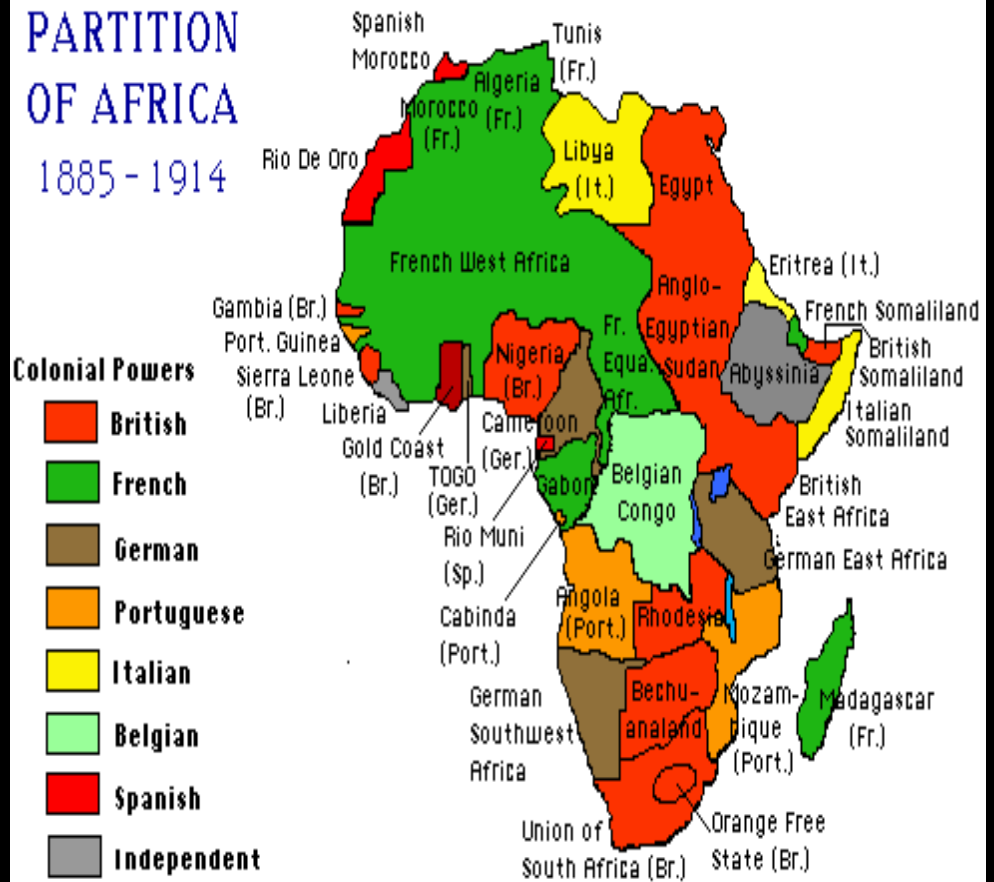 PARTITION
OF AFRICA
1885 - 1914
Spanish
Morocco
Tunis
(Fr.)
Algeria
(Fr.)
Morocco
(Fr.)
Rio De Oro
Libya
(It.)
Egypt
French West Africa
Eritrea (It.)
Anglo-
Egyptian
Sudan
French Somaliland
Gambia (Br.)
Port. Guinea
Sierra Leone
(Br.)
Liberia
Gold Coast
(Br.)
TOGO
(Ger.)
Nigeria
(Br.)
Fr.
Equa.
Afr.
Abyssinia
British
Somaliland
Italian
Somaliland
Cameroon
(Ger.)
Gabon
Belgian
Congo
British
East Africa
Rio Muni
(Sp.)
German East Africa
Cabinda
(Port.)
Angola
(Port.)
Rhodesia
German
Southwest
Africa
Bechu-
analand
Mozam-
bique
(Port.)
Madagascar
(Fr.)
Union of
South Africa (Br.)
Orange Free
State (Br.)
Colonial Powers
British
French
German
Portuguese
Italian
Belgian
Spanish
Independent